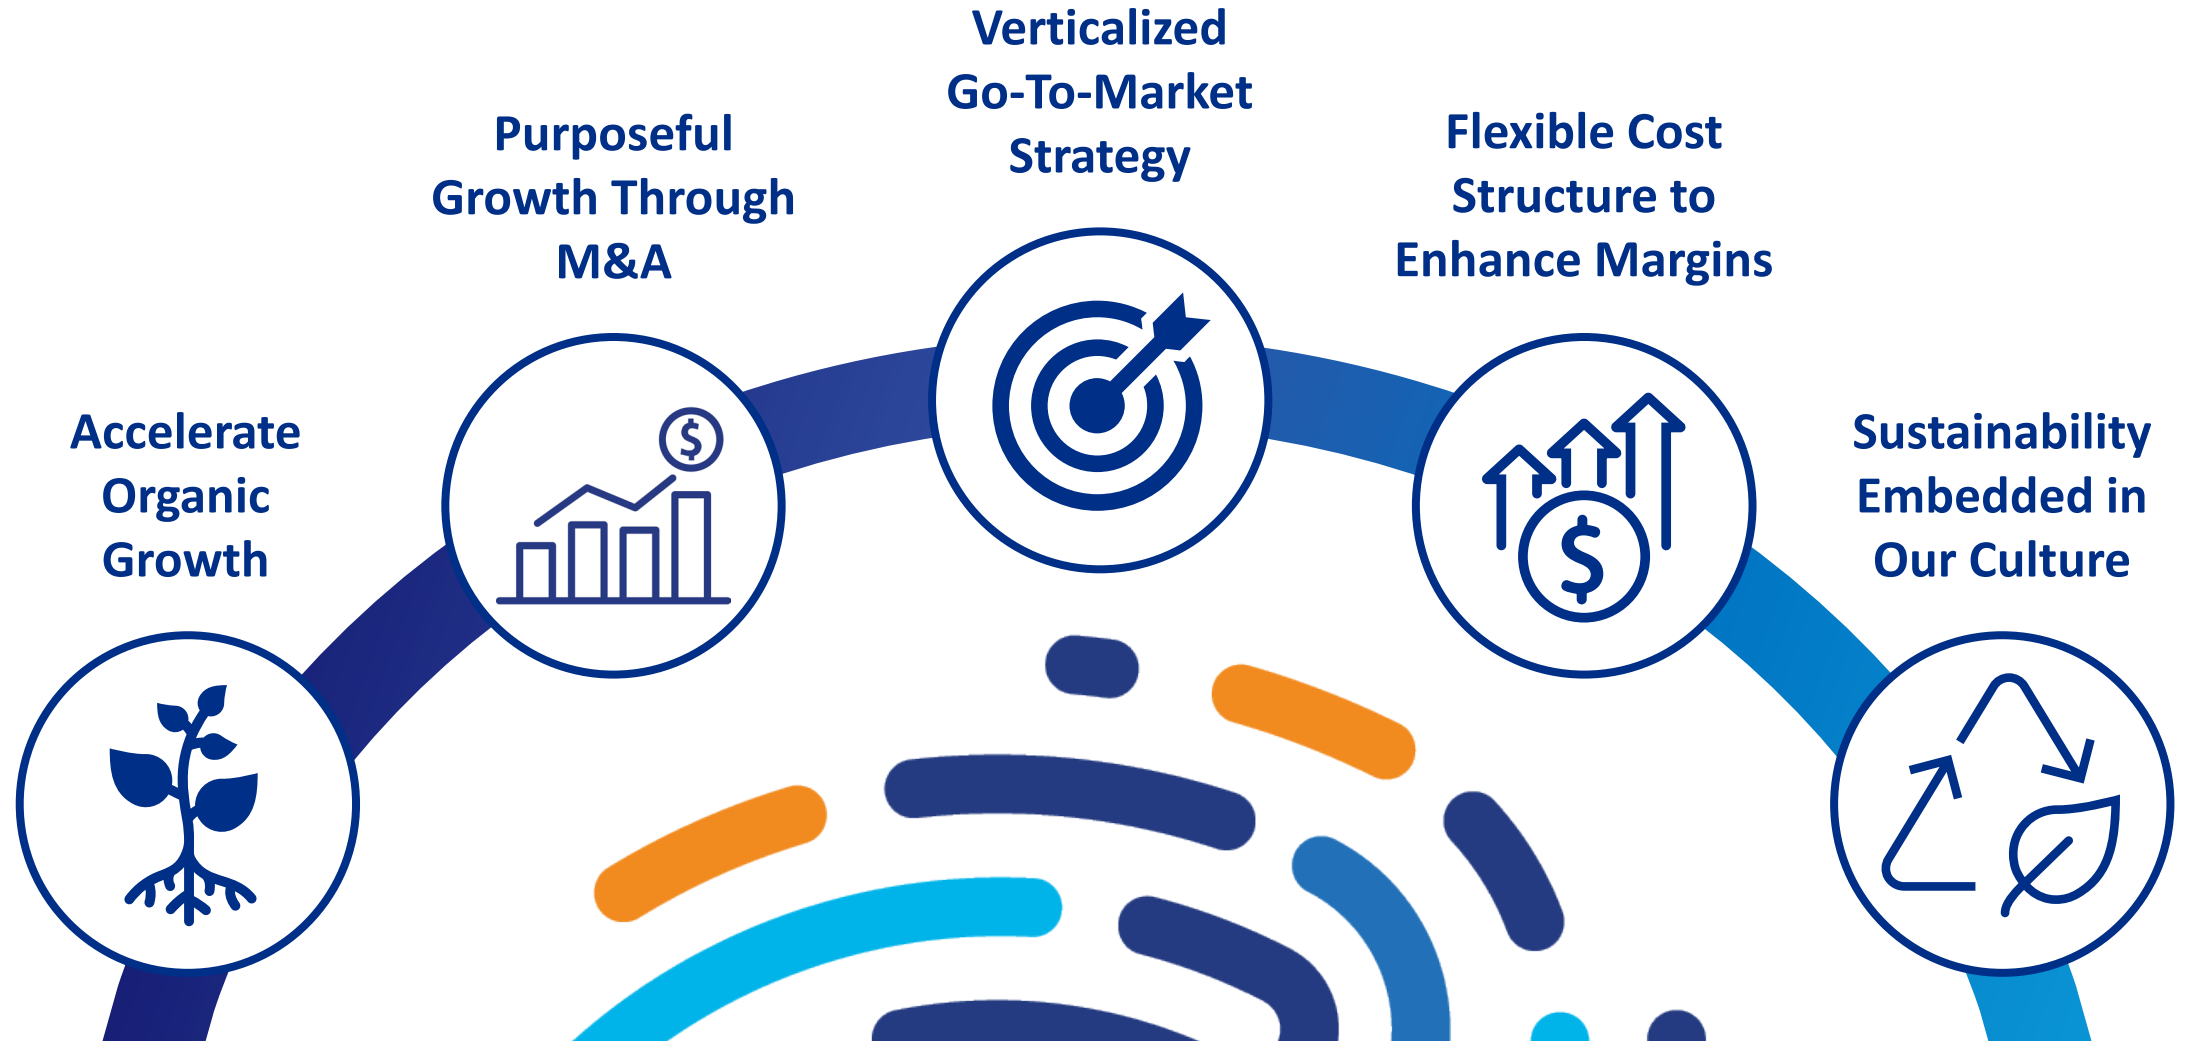 Accelerate
Organic
Growth
Purposeful
Growth Through
M&A
$
Verticalized
Go-To-Market
Strategy
Flexible Cost
Structure to
Enhance Margins
$
Sustainability
Embedded in
Our Culture